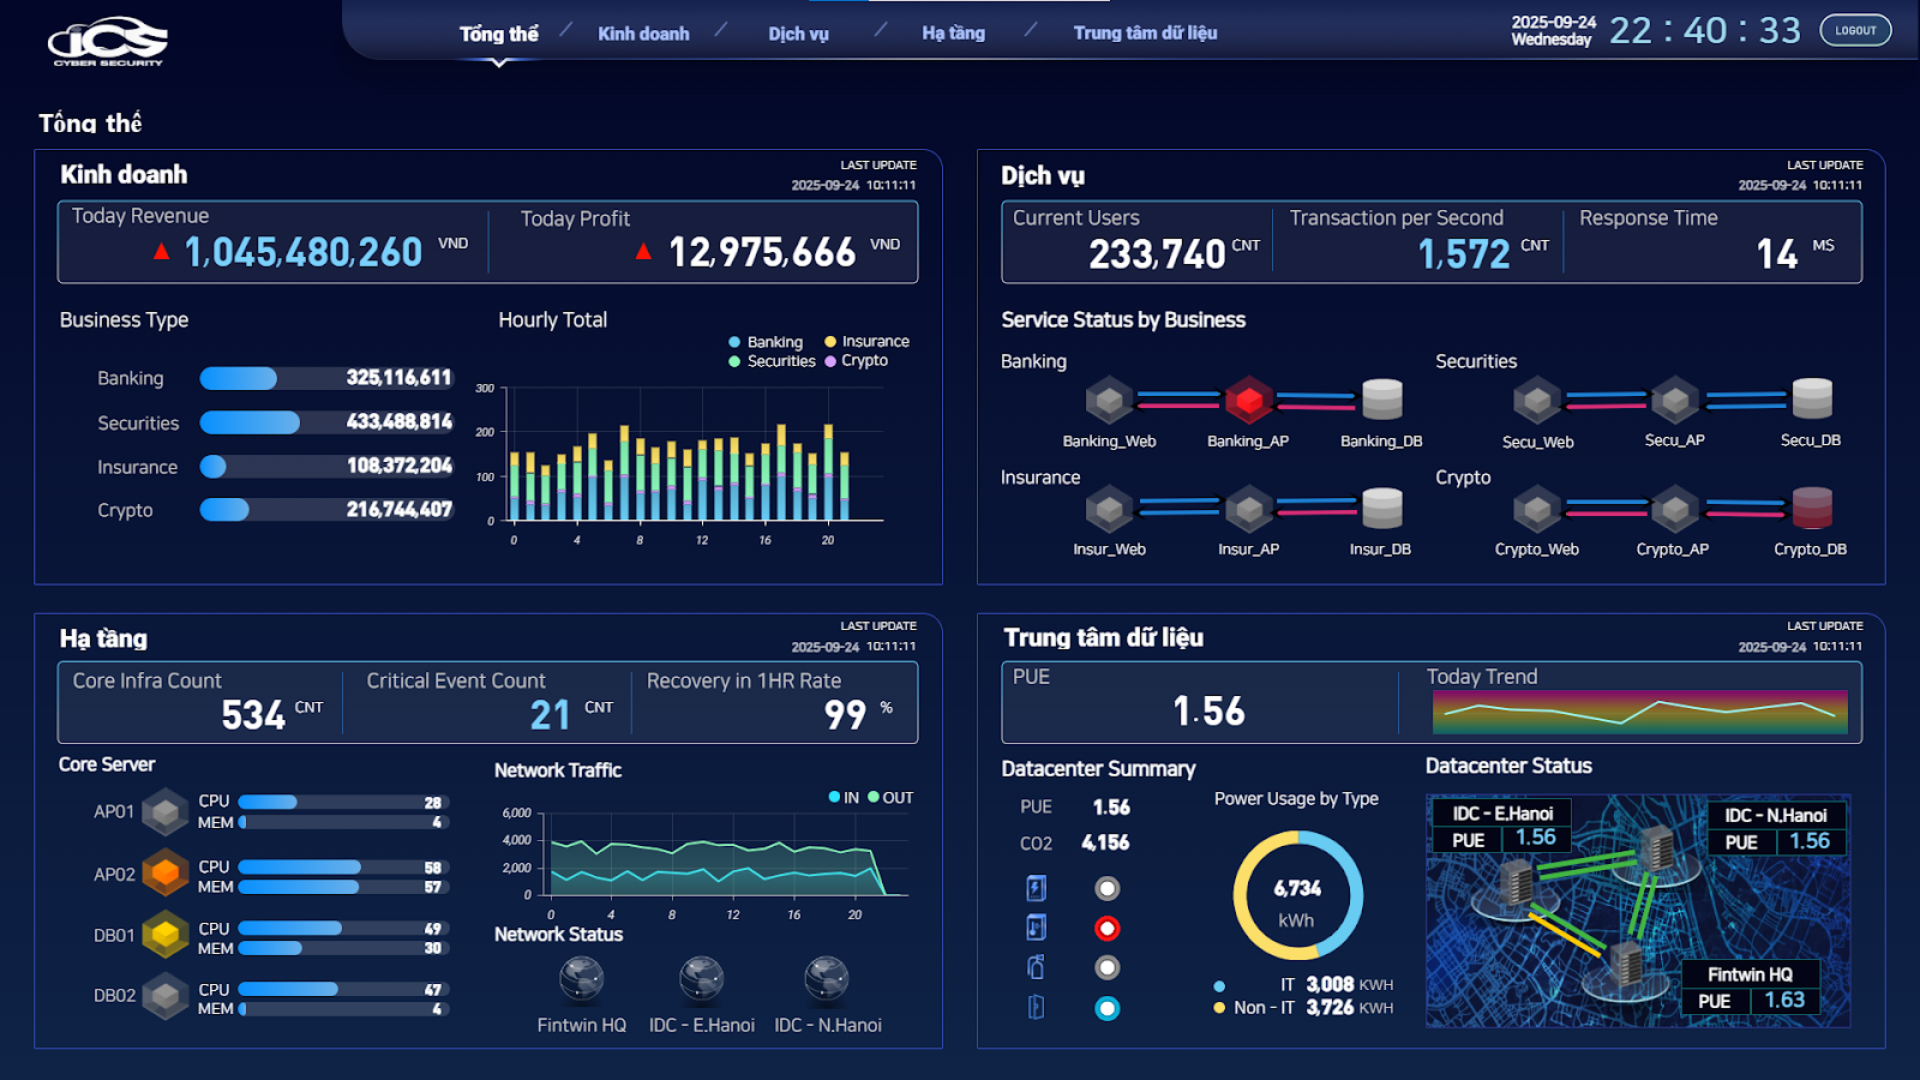 iCS
CYBER SECURITY
Tổng thể / Kinh doanh / Dịch vụ / Hạ tầng / Trung tâm dữ liệu
2025-09-24
Wednesday
22 : 40 : 33
LOGOUT
Tổng thể
Kinh doanh
LAST UPDATE
2025-09-24 10:11:11
Today Revenue
▲ 1,045,480,260 VND
Today Profit
▲ 12,975,666 VND
Business Type
Banking 325,116,611
Securities 433,488,814
Insurance 108,372,204
Crypto 216,744,407
Hourly Total
Banking Insurance
Securities Crypto
300
200
100
0
0 4 8 12 16 20
Dịch vụ
LAST UPDATE
2025-09-24 10:11:11
Current Users
233,740 CNT
Transaction per Second
1,572 CNT
Response Time
14 MS
Service Status by Business
Banking
Banking_Web Banking_AP Banking_DB
Securities
Secu_Web Secu_AP Secu_DB
Insurance
Insur_Web Insur_AP Insur_DB
Crypto
Crypto_Web Crypto_AP Crypto_DB
Hạ tầng
LAST UPDATE
2025-09-24 10:11:11
Core Infra Count
534 CNT
Critical Event Count
21 CNT
Recovery in 1HR Rate
99 %
Core Server
AP01 CPU 28
MEM 4
AP02 CPU 58
MEM 57
DB01 CPU 49
MEM 30
DB02 CPU 47
MEM 4
Network Traffic
IN OUT
6,000
4,000
2,000
0
0 4 8 12 16 20
Network Status
Fintwin HQ IDC - E.Hanoi IDC - N.Hanoi
Trung tâm dữ liệu
LAST UPDATE
2025-09-24 10:11:11
PUE
1.56
Today Trend
Datacenter Summary
PUE 1.56
CO2 4,156
Power Usage by Type
6,734
kWh
IT 3,008 KWH
Non - IT 3,726 KWH
Datacenter Status
IDC - E.Hanoi
PUE 1.56
IDC - N.Hanoi
PUE 1.56
Fintwin HQ
PUE 1.63